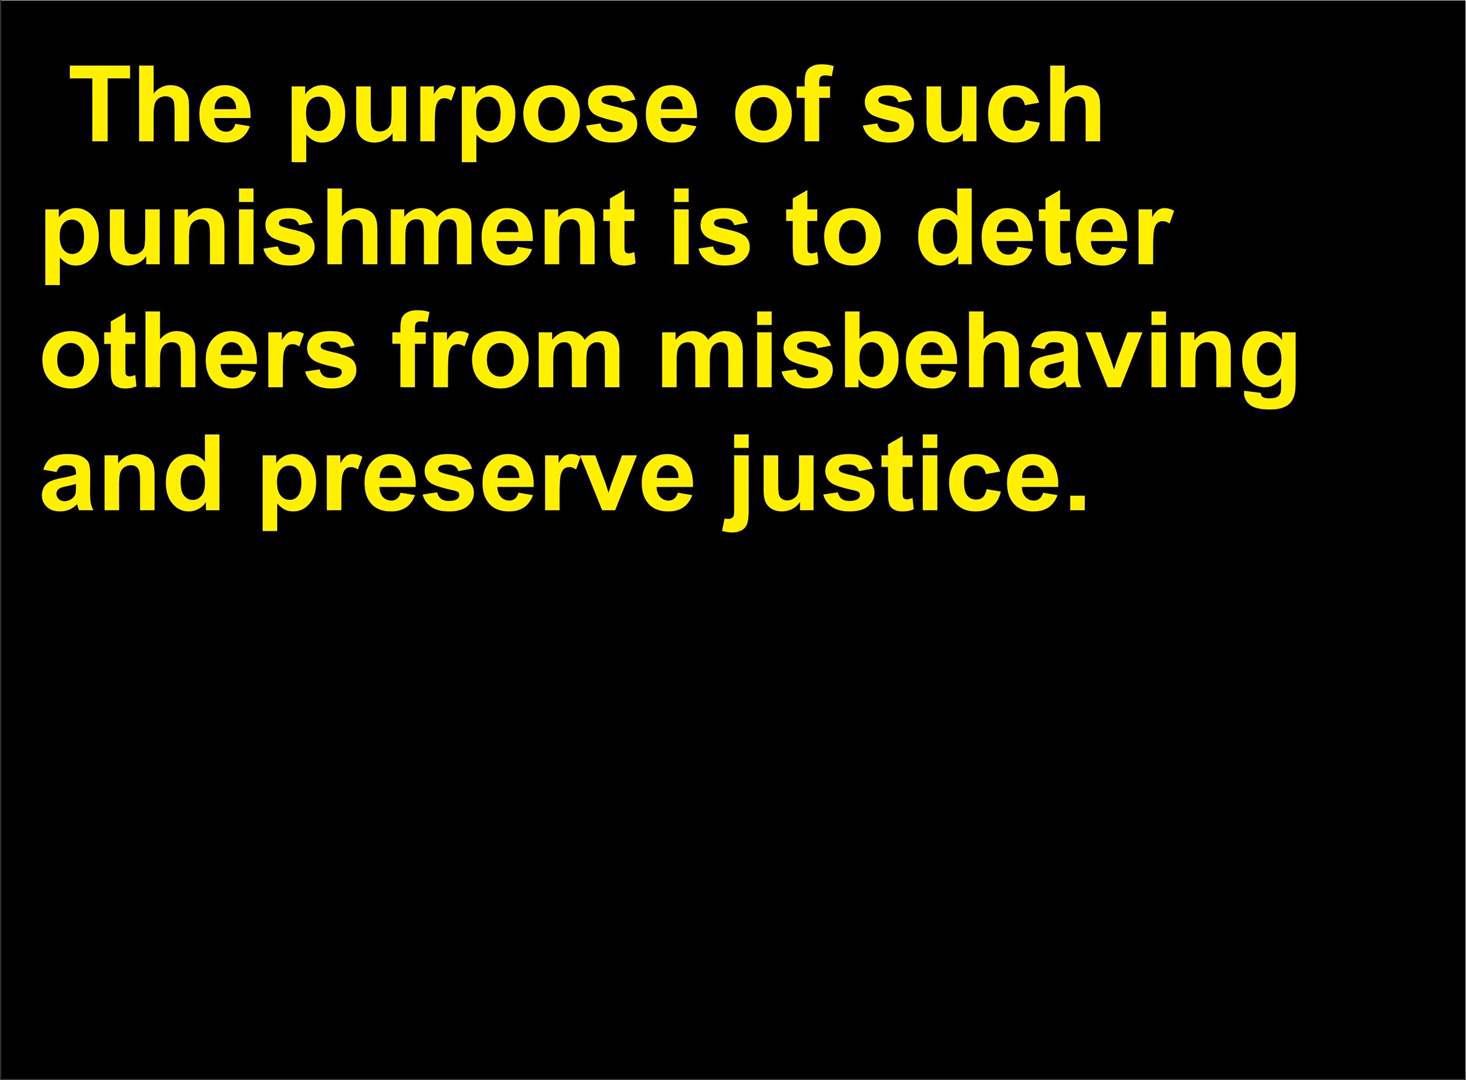 The purpose of such
punishment is to deter
others from misbehaving
and preserve justice.